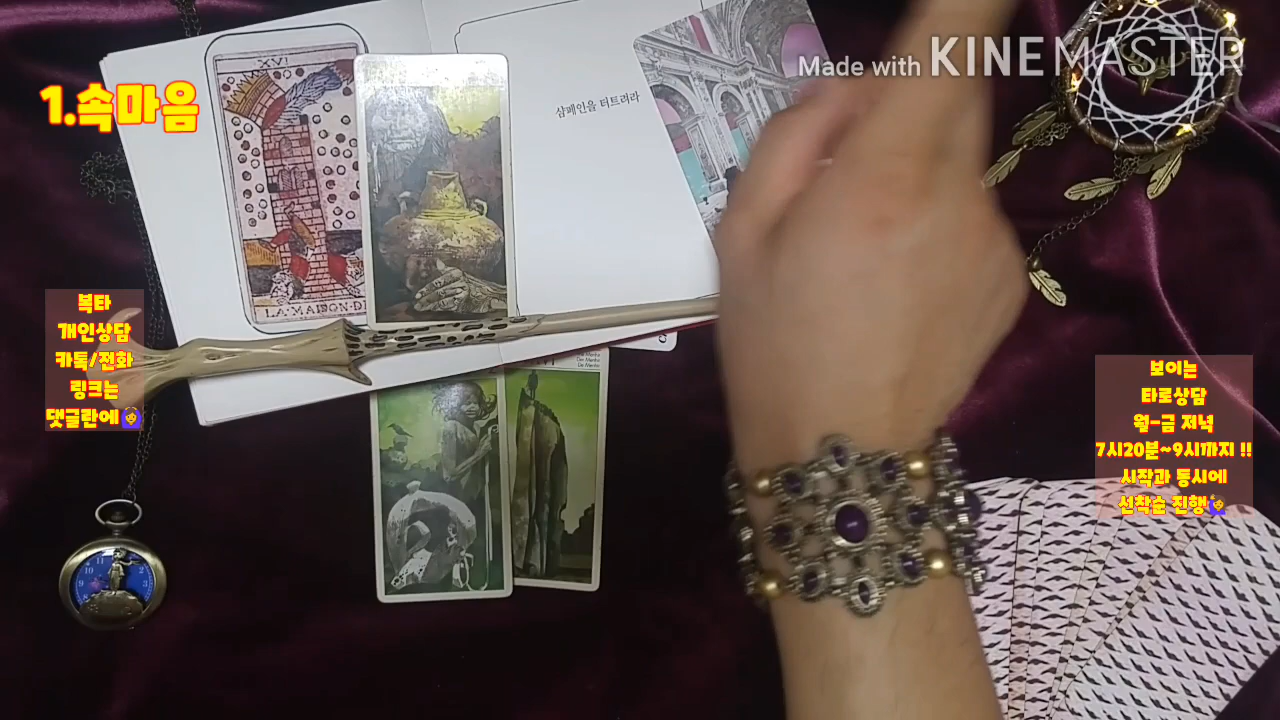 Made with KINEMASTER
1.속마음
XVI
샴페인을 터트려라
LA MAISON
복타
개인상담
카톡/전화
링크는
댓글란에🙆‍♀️
보이는
타로상담
월-금 저녁
7시20분~9시까지 !!
시작과 동시에
선착순 진행🙋‍♀️